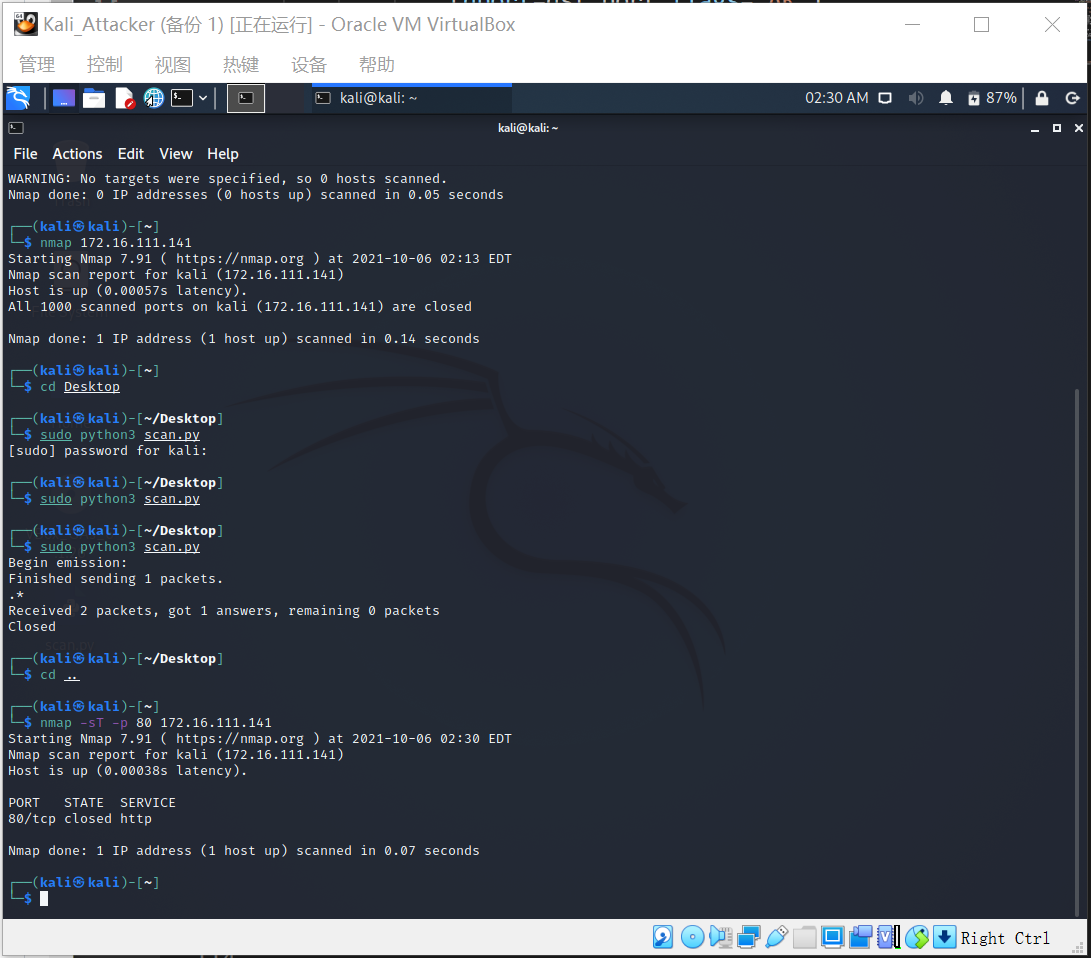 Kali_Attacker (备份 1) [正在运行] - Oracle VM VirtualBox
管理 控制 视图 热键 设备 帮助
kali@kali: ~ 02:30 AM 87%
kali@kali: ~
File Actions Edit View Help
WARNING: No targets were specified, so 0 hosts scanned.
Nmap done: 0 IP addresses (0 hosts up) scanned in 0.05 seconds
┌──(kali㉿kali)-[~]
└─$ nmap 172.16.111.141
Starting Nmap 7.91 ( https://nmap.org ) at 2021-10-06 02:13 EDT
Nmap scan report for kali (172.16.111.141)
Host is up (0.00057s latency).
All 1000 scanned ports on kali (172.16.111.141) are closed
Nmap done: 1 IP address (1 host up) scanned in 0.14 seconds
┌──(kali㉿kali)-[~]
└─$ cd Desktop
┌──(kali㉿kali)-[~/Desktop]
└─$ sudo python3 scan.py
[sudo] password for kali:
┌──(kali㉿kali)-[~/Desktop]
└─$ sudo python3 scan.py
┌──(kali㉿kali)-[~/Desktop]
└─$ sudo python3 scan.py
Begin emission:
Finished sending 1 packets.
.*
Received 2 packets, got 1 answers, remaining 0 packets
Closed
┌──(kali㉿kali)-[~/Desktop]
└─$ cd ..
┌──(kali㉿kali)-[~]
└─$ nmap -sT -p 80 172.16.111.141
Starting Nmap 7.91 ( https://nmap.org ) at 2021-10-06 02:30 EDT
Nmap scan report for kali (172.16.111.141)
Host is up (0.00038s latency).
PORT STATE SERVICE
80/tcp closed http
Nmap done: 1 IP address (1 host up) scanned in 0.07 seconds
┌──(kali㉿kali)-[~]
└─$
Right Ctrl